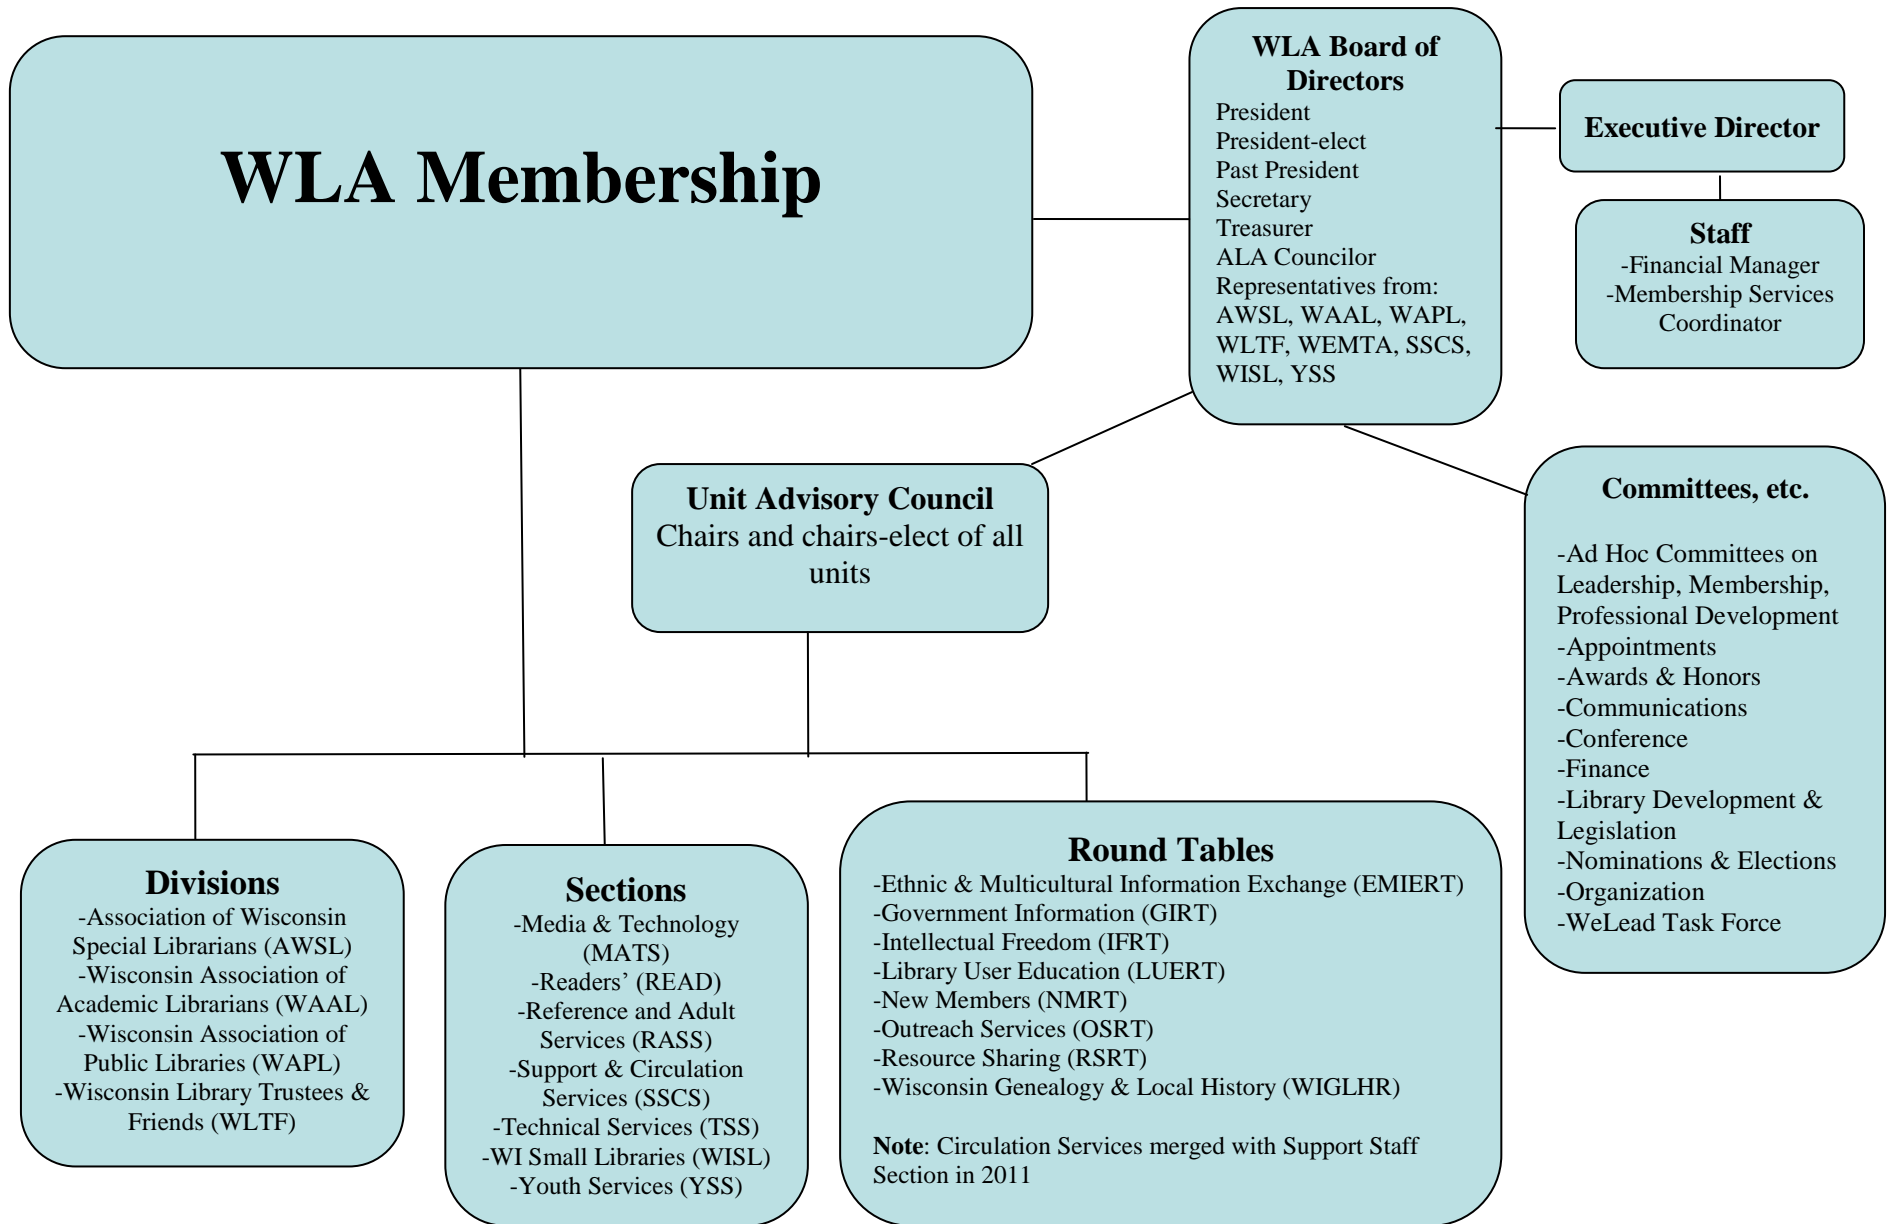 WLA Membership
WLA Board of
Directors
President
President-elect
Past President
Secretary
Treasurer
ALA Councilor
Representatives from:
AWSL, WAAL, WAPL,
WLTF, WEMTA, SSCS,
WISL, YSS
Executive Director
Staff
-Financial Manager
-Membership Services
Coordinator
Unit Advisory Council
Chairs and chairs-elect of all
units
Committees, etc.
-Ad Hoc Committees on
Leadership, Membership,
Professional Development
-Appointments
-Awards & Honors
-Communications
-Conference
-Finance
-Library Development &
Legislation
-Nominations & Elections
-Organization
-WeLead Task Force
Divisions
-Association of Wisconsin
Special Librarians (AWSL)
-Wisconsin Association of
Academic Librarians (WAAL)
-Wisconsin Association of
Public Libraries (WAPL)
-Wisconsin Library Trustees &
Friends (WLTF)
Sections
-Media & Technology
(MATS)
-Readers’ (READ)
-Reference and Adult
Services (RASS)
-Support & Circulation
Services (SSCS)
-Technical Services (TSS)
-WI Small Libraries (WISL)
-Youth Services (YSS)
Round Tables
-Ethnic & Multicultural Information Exchange (EMIERT)
-Government Information (GIRT)
-Intellectual Freedom (IFRT)
-Library User Education (LUERT)
-New Members (NMRT)
-Outreach Services (OSRT)
-Resource Sharing (RSRT)
-Wisconsin Genealogy & Local History (WIGLHR)
Note: Circulation Services merged with Support Staff
Section in 2011